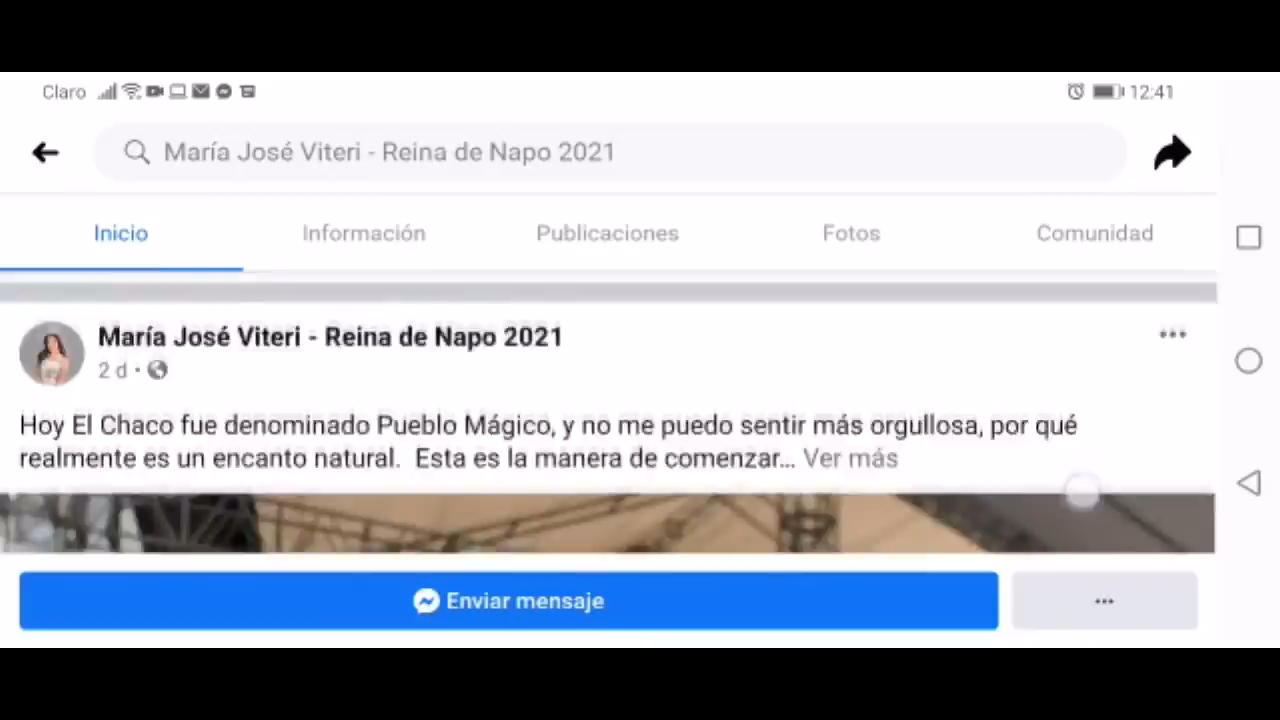 Claro 12:41
María José Viteri - Reina de Napo 2021
Inicio Información Publicaciones Fotos Comunidad
María José Viteri - Reina de Napo 2021
2 d ·
Hoy El Chaco fue denominado Pueblo Mágico, y no me puedo sentir más orgullosa, por qué
realmente es un encanto natural. Esta es la manera de comenzar... Ver más
Enviar mensaje ...